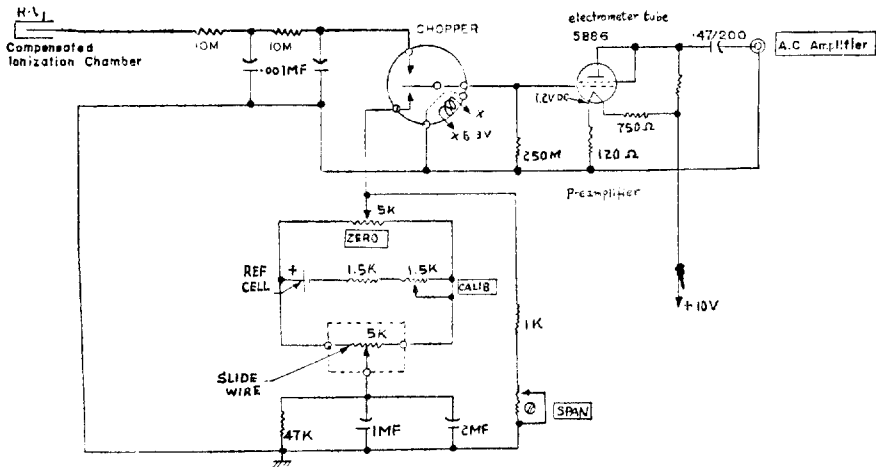 CHOPPER
electrometer tube
5886
.47/200
A.C Amplifier
Compensated
Ionization Chamber
10M
10M
.001MF
1.2V DC
X
X 6.3V
750Ω
250M
120Ω
Preamplifier
5K
ZERO
REF
CELL
+
1.5K
1.5K
CALIB
+10V
5K
1K
SLIDE
WIRE
SPAN
47K
1MF
2MF